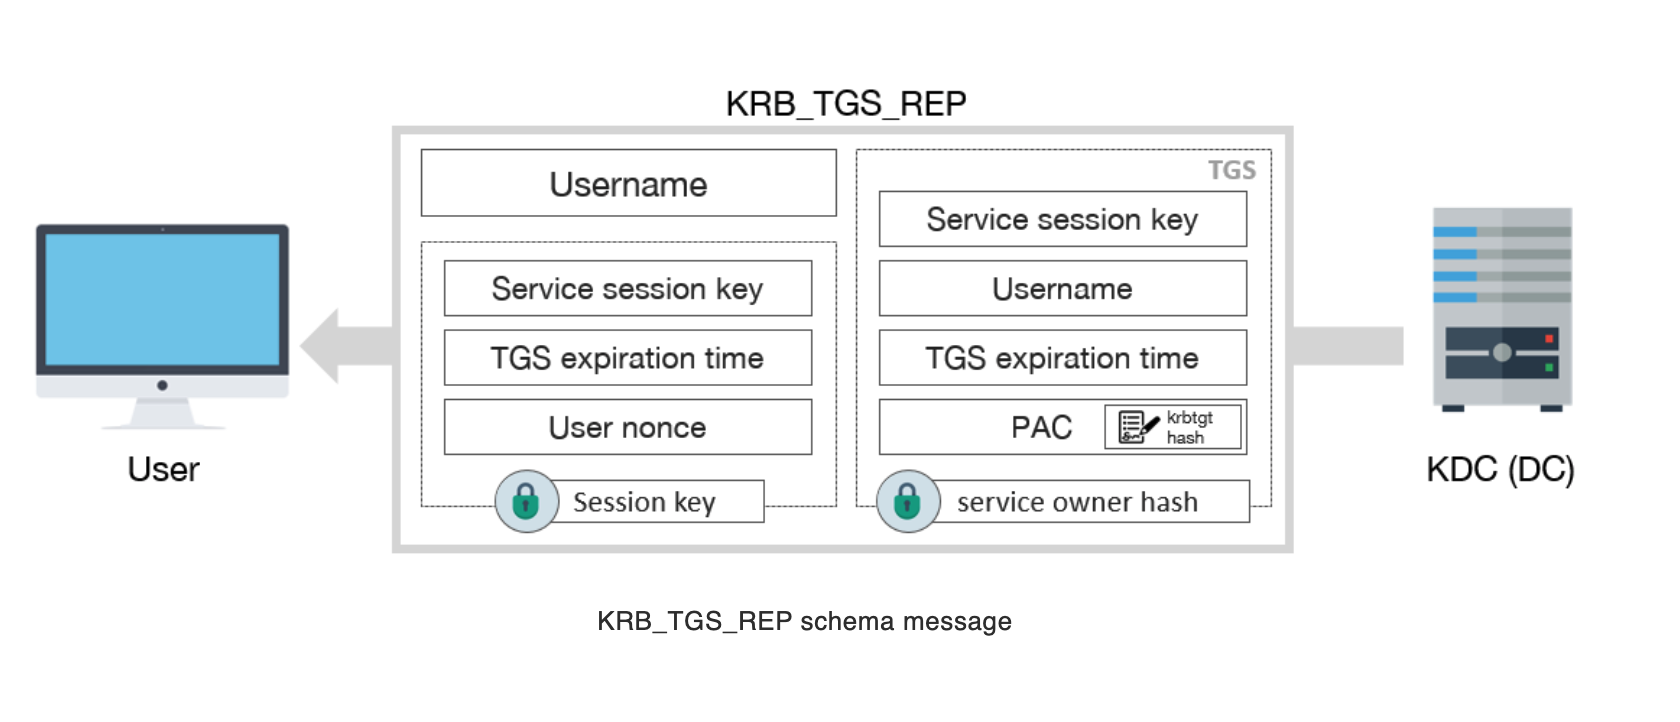 KRB_TGS_REP
Username
Service session key
TGS expiration time
User nonce
Session key
TGS
Service session key
Username
TGS expiration time
PAC
krbtgt
hash
service owner hash
User
KDC (DC)
KRB_TGS_REP schema message